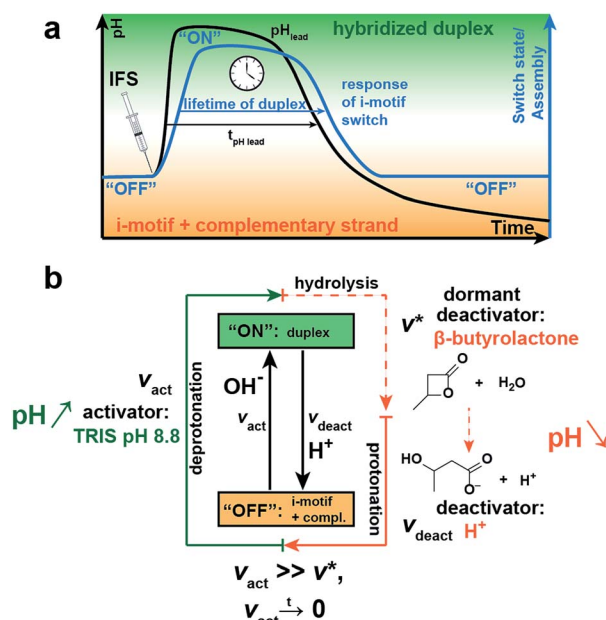 a
pH
"ON"
pHlead
hybridized duplex
IFS
lifetime of duplex
response
of i-motif
switch
tpH lead
Switch state/
Assembly
"OFF"
"OFF"
i-motif + complementary strand
Time
b
hydrolysis
dormant
deactivator:
β-butyrolactone
v*
"ON": duplex
O
O
+ H₂O
vact
OH⁻
vact
vdeact
H⁺
pH
activator:
TRIS pH 8.8
deprotonation
protonation
pH
HO
O
O⁻
+ H⁺
"OFF": i-motif
+ compl.
deactivator:
vdeact H⁺
vact >> v*,
vact t→ 0